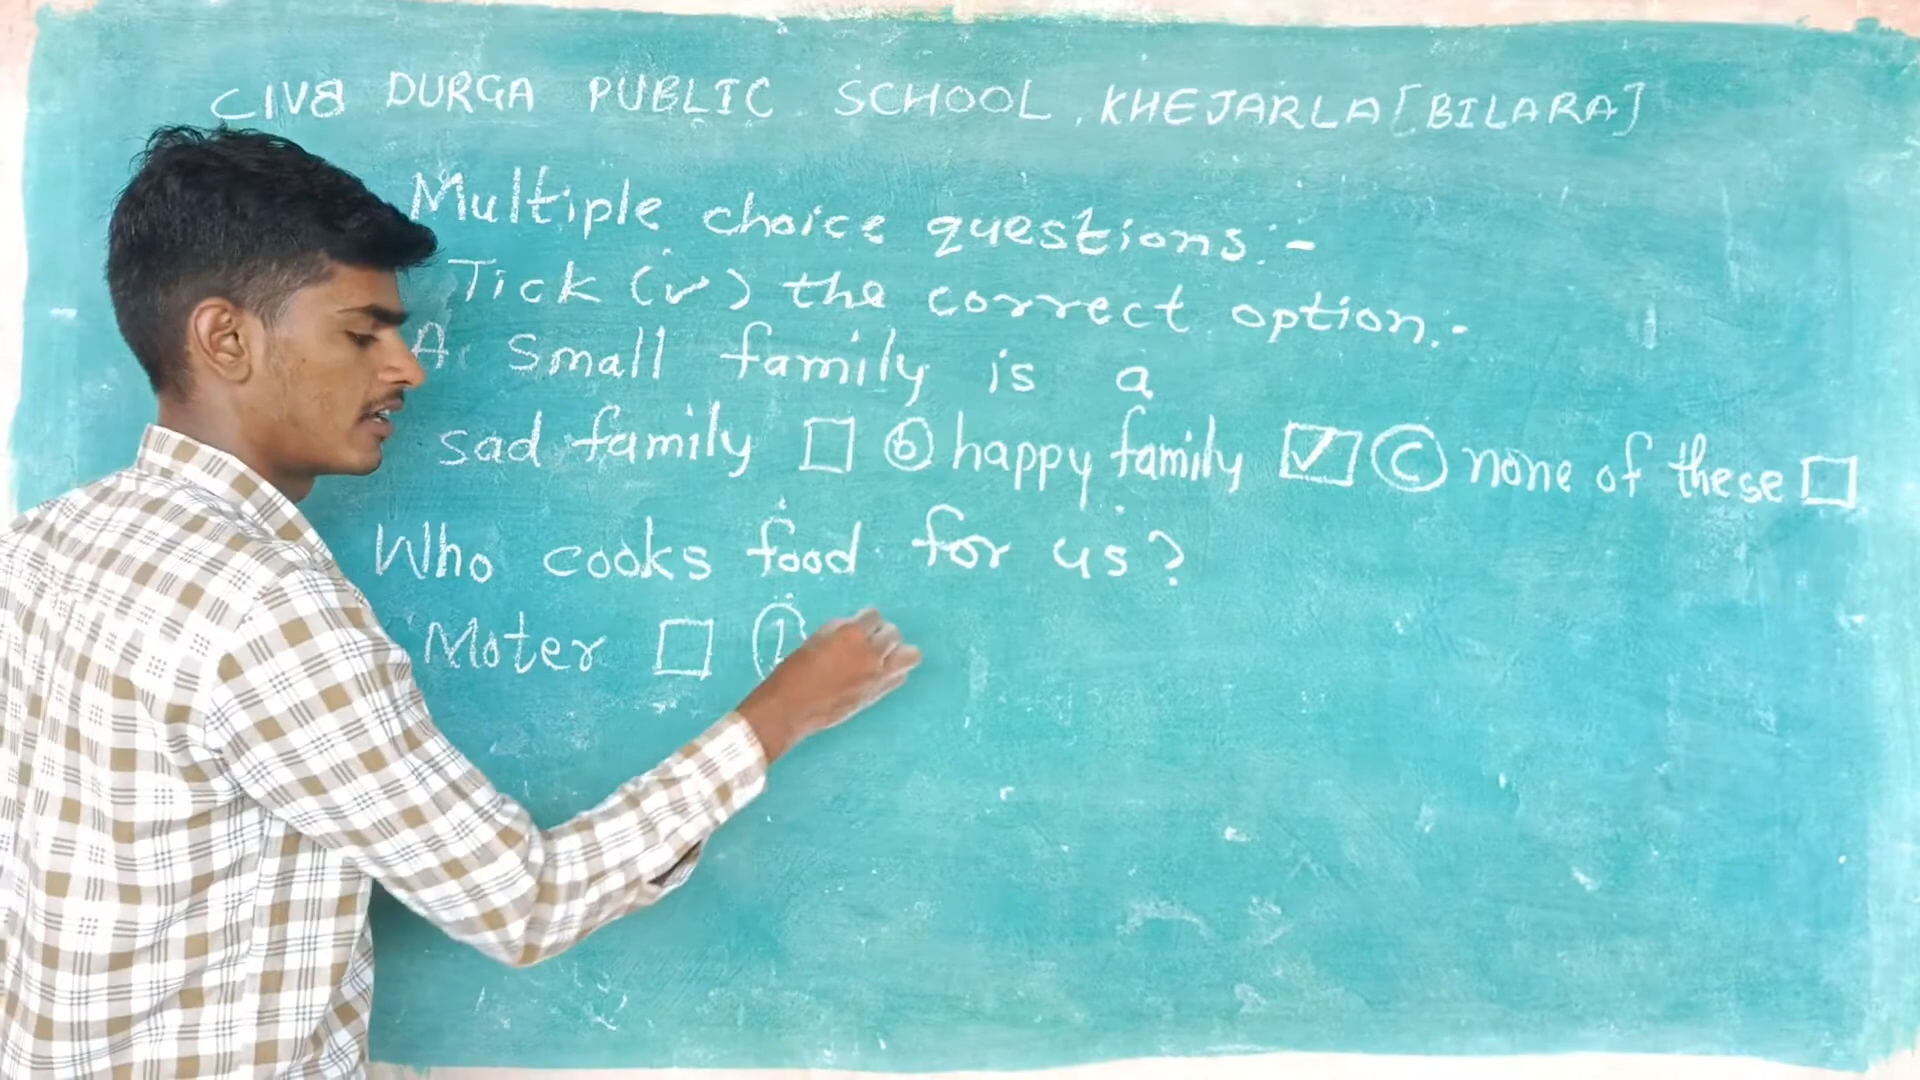 DURGA PUBLIC SCHOOL, KHEJARLA [BILARA]
Multiple choice questions:-
Tick (✓) the correct option.-
A. Small family is a
sad family ☐ ⓑ happy family ☑ Ⓒ none of these ☐
Who cooks food for us?
Moter ☐